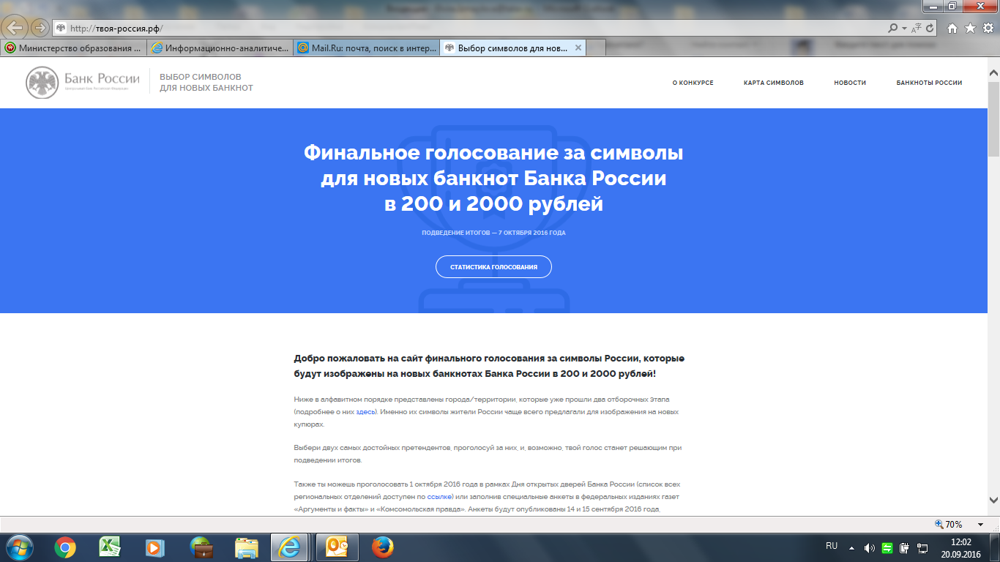 http://твоя-россия.рф/
Министерство образования ...
Информационно-аналитиче...
Mail.Ru: почта, поиск в интер...
Выбор символов для нов...
Банк России
Центральный банк Российской Федерации
ВЫБОР СИМВОЛОВ
ДЛЯ НОВЫХ БАНКНОТ
О КОНКУРСЕ
КАРТА СИМВОЛОВ
НОВОСТИ
БАНКНОТЫ РОССИИ
Финальное голосование за символы
для новых банкнот Банка России
в 200 и 2000 рублей
ПОДВЕДЕНИЕ ИТОГОВ — 7 ОКТЯБРЯ 2016 ГОДА
СТАТИСТИКА ГОЛОСОВАНИЯ
Добро пожаловать на сайт финального голосования за символы России, которые
будут изображены на новых банкнотах Банка России в 200 и 2000 рублей!
Ниже в алфавитном порядке представлены города/территории, которые уже прошли два отборочных этапа
(подробнее о них здесь). Именно их символы жители России чаще всего предлагали для изображения на новых
купюрах.
Выбери двух самых достойных претендентов, проголосуй за них, и, возможно, твой голос станет решающим при
подведении итогов.
Также ты можешь проголосовать 1 октября 2016 года в рамках Дня открытых дверей Банка России (список всех
региональных отделений доступен по ссылке) или заполнив специальные анкеты в федеральных изданиях газет
«Аргументы и факты» и «Комсомольская правда». Анкеты будут опубликованы 14 и 15 сентября 2016 года,
70%
RU
12:02
20.09.2016